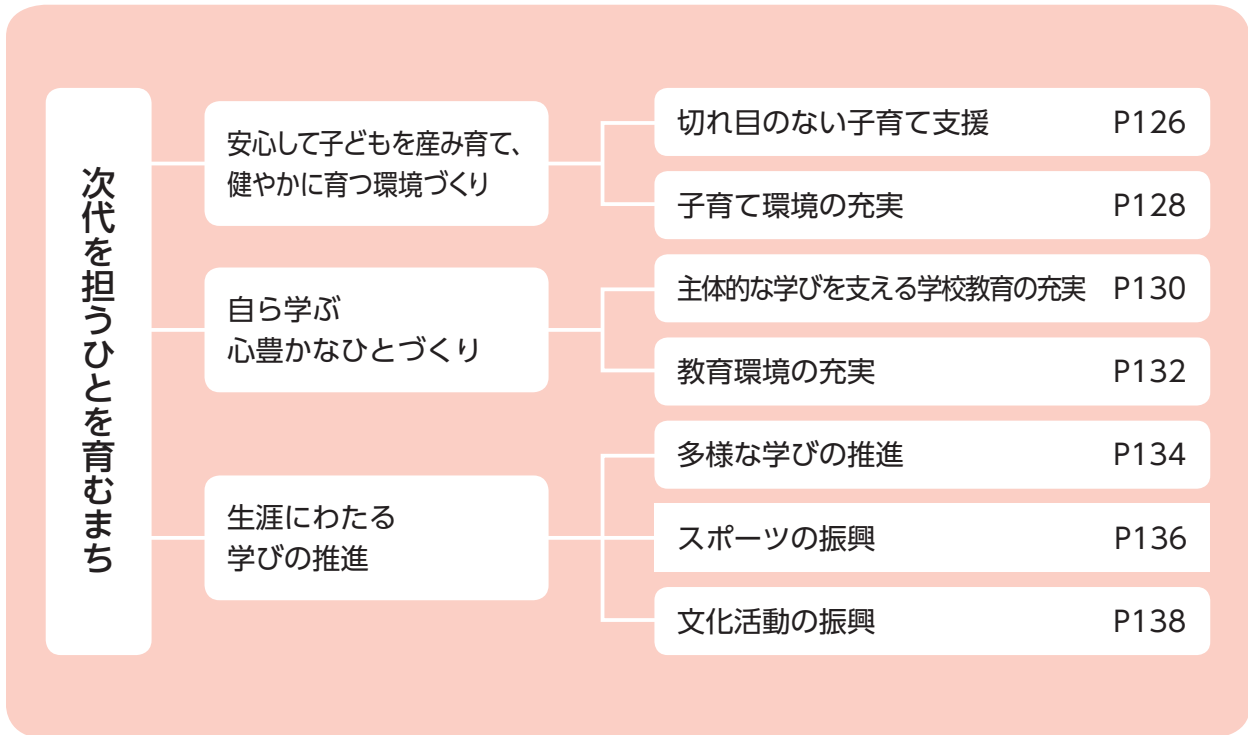 次代を担うひとを育むまち
安心して子どもを産み育て、
健やかに育つ環境づくり
切れ目のない子育て支援 P126
子育て環境の充実 P128
自ら学ぶ
心豊かなひとづくり
主体的な学びを支える学校教育の充実 P130
教育環境の充実 P132
生涯にわたる
学びの推進
多様な学びの推進 P134
スポーツの振興 P136
文化活動の振興 P138